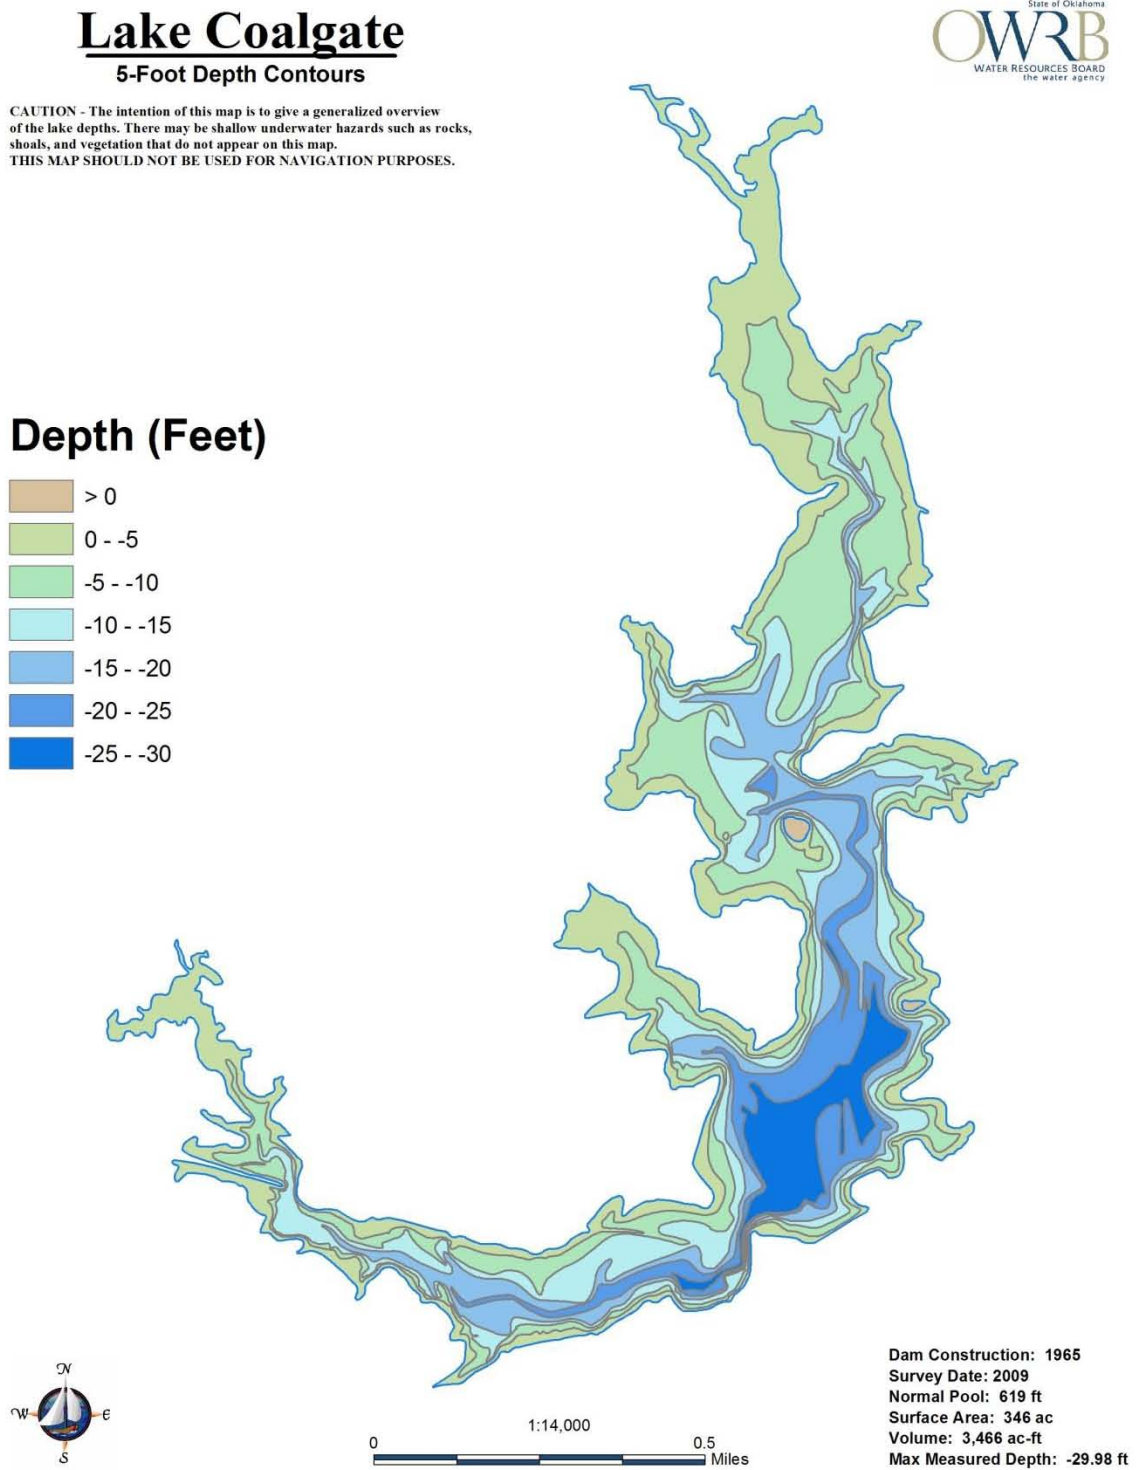 Lake Coalgate
5-Foot Depth Contours
CAUTION - The intention of this map is to give a generalized overview
of the lake depths. There may be shallow underwater hazards such as rocks,
shoals, and vegetation that do not appear on this map.
THIS MAP SHOULD NOT BE USED FOR NAVIGATION PURPOSES.
State of Oklahoma
OWRB
WATER RESOURCES BOARD
the water agency
Depth (Feet)
> 0
0 - -5
-5 - -10
-10 - -15
-15 - -20
-20 - -25
-25 - -30
N
W E
S
1:14,000
0 0.5
Miles
Dam Construction: 1965
Survey Date: 2009
Normal Pool: 619 ft
Surface Area: 346 ac
Volume: 3,466 ac-ft
Max Measured Depth: -29.98 ft